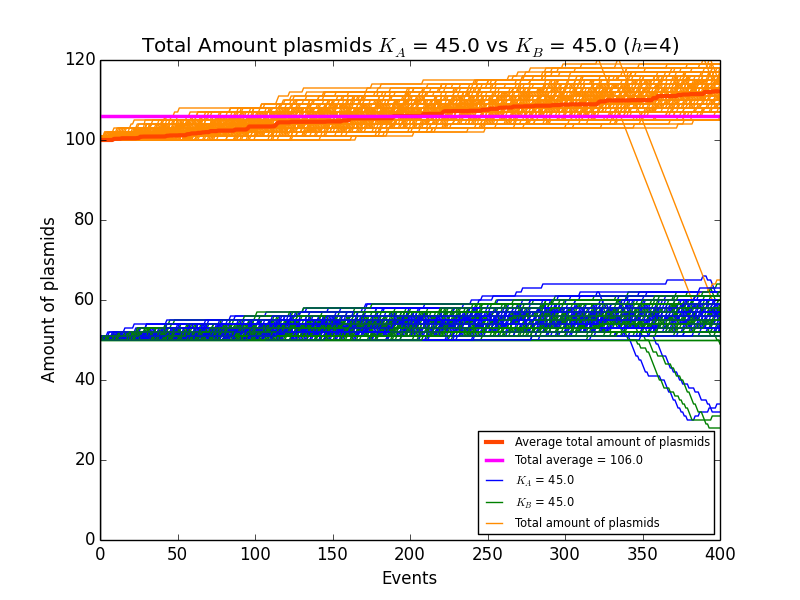 Total Amount plasmids K_A = 45.0 vs K_B = 45.0 (h=4)
120
100
80
60
40
20
0
Amount of plasmids
0 50 100 150 200 250 300 350 400
Events
Average total amount of plasmids
Total average = 106.0
K_A = 45.0
K_B = 45.0
Total amount of plasmids